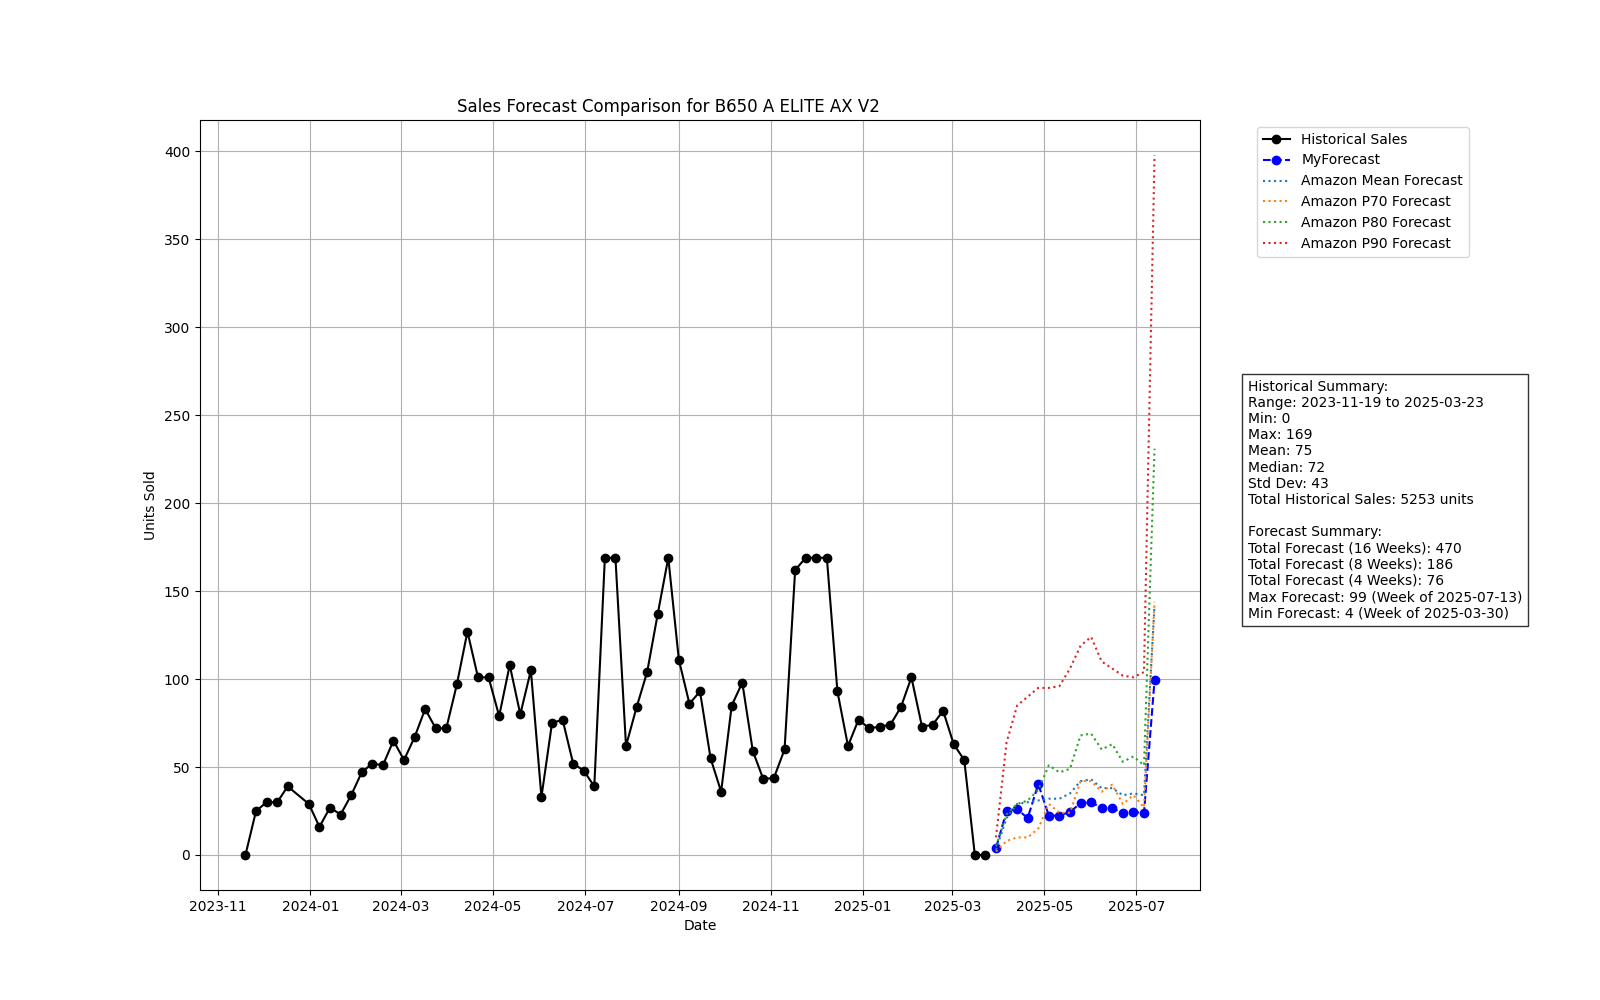 Sales Forecast Comparison for B650 A ELITE AX V2
400
350
300
250
200
150
100
50
0
Units Sold
2023-11
2024-01
2024-03
2024-05
2024-07
2024-09
2024-11
2025-01
2025-03
2025-05
2025-07
Date
Historical Sales
MyForecast
Amazon Mean Forecast
Amazon P70 Forecast
Amazon P80 Forecast
Amazon P90 Forecast
Historical Summary:
Range: 2023-11-19 to 2025-03-23
Min: 0
Max: 169
Mean: 75
Median: 72
Std Dev: 43
Total Historical Sales: 5253 units
Forecast Summary:
Total Forecast (16 Weeks): 470
Total Forecast (8 Weeks): 186
Total Forecast (4 Weeks): 76
Max Forecast: 99 (Week of 2025-07-13)
Min Forecast: 4 (Week of 2025-03-30)